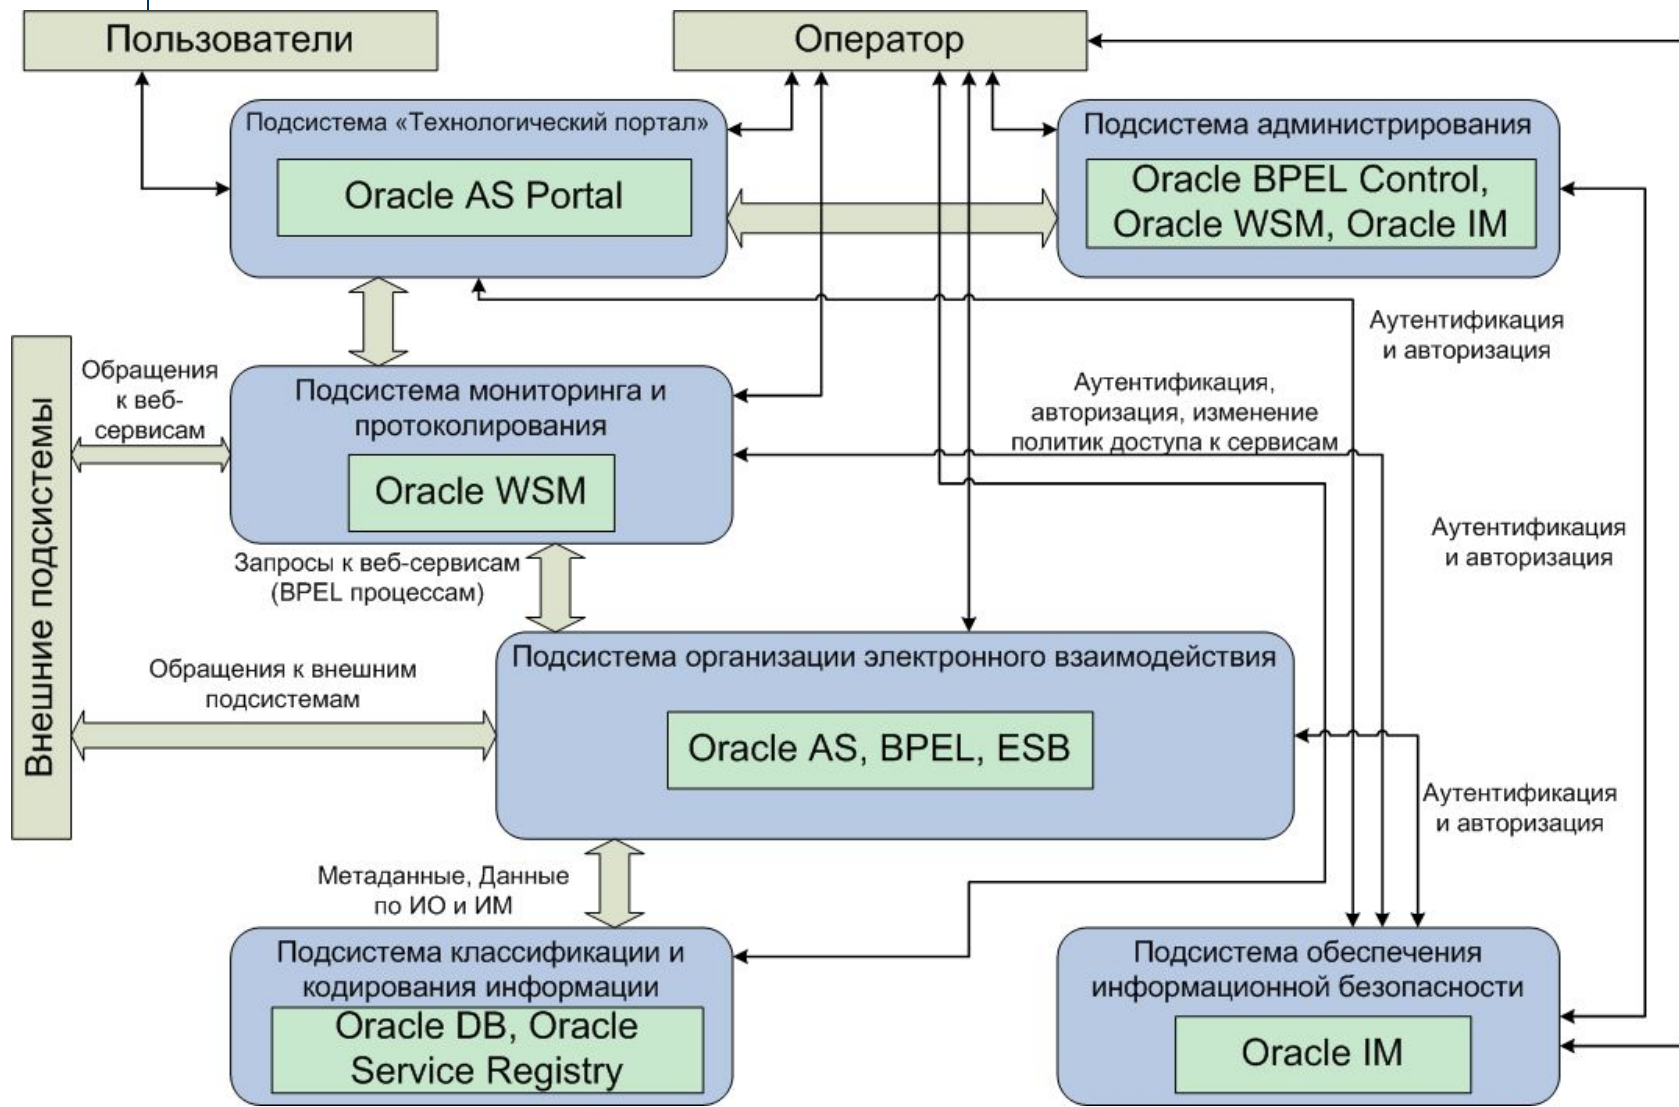 Пользователи
Оператор
Подсистема «Технологический портал»
Oracle AS Portal
Подсистема администрирования
Oracle BPEL Control,
Oracle WSM, Oracle IM
Аутентификация
и авторизация
Внешние подсистемы
Обращения
к веб-
сервисам
Подсистема мониторинга и
протоколирования
Oracle WSM
Аутентификация,
авторизация, изменение
политик доступа к сервисам
Аутентификация
и авторизация
Запросы к веб-сервисам
(BPEL процессам)
Обращения к внешним
подсистемам
Подсистема организации электронного взаимодействия
Oracle AS, BPEL, ESB
Аутентификация
и авторизация
Метаданные, Данные
по ИО и ИМ
Подсистема классификации и
кодирования информации
Oracle DB, Oracle
Service Registry
Подсистема обеспечения
информационной безопасности
Oracle IM